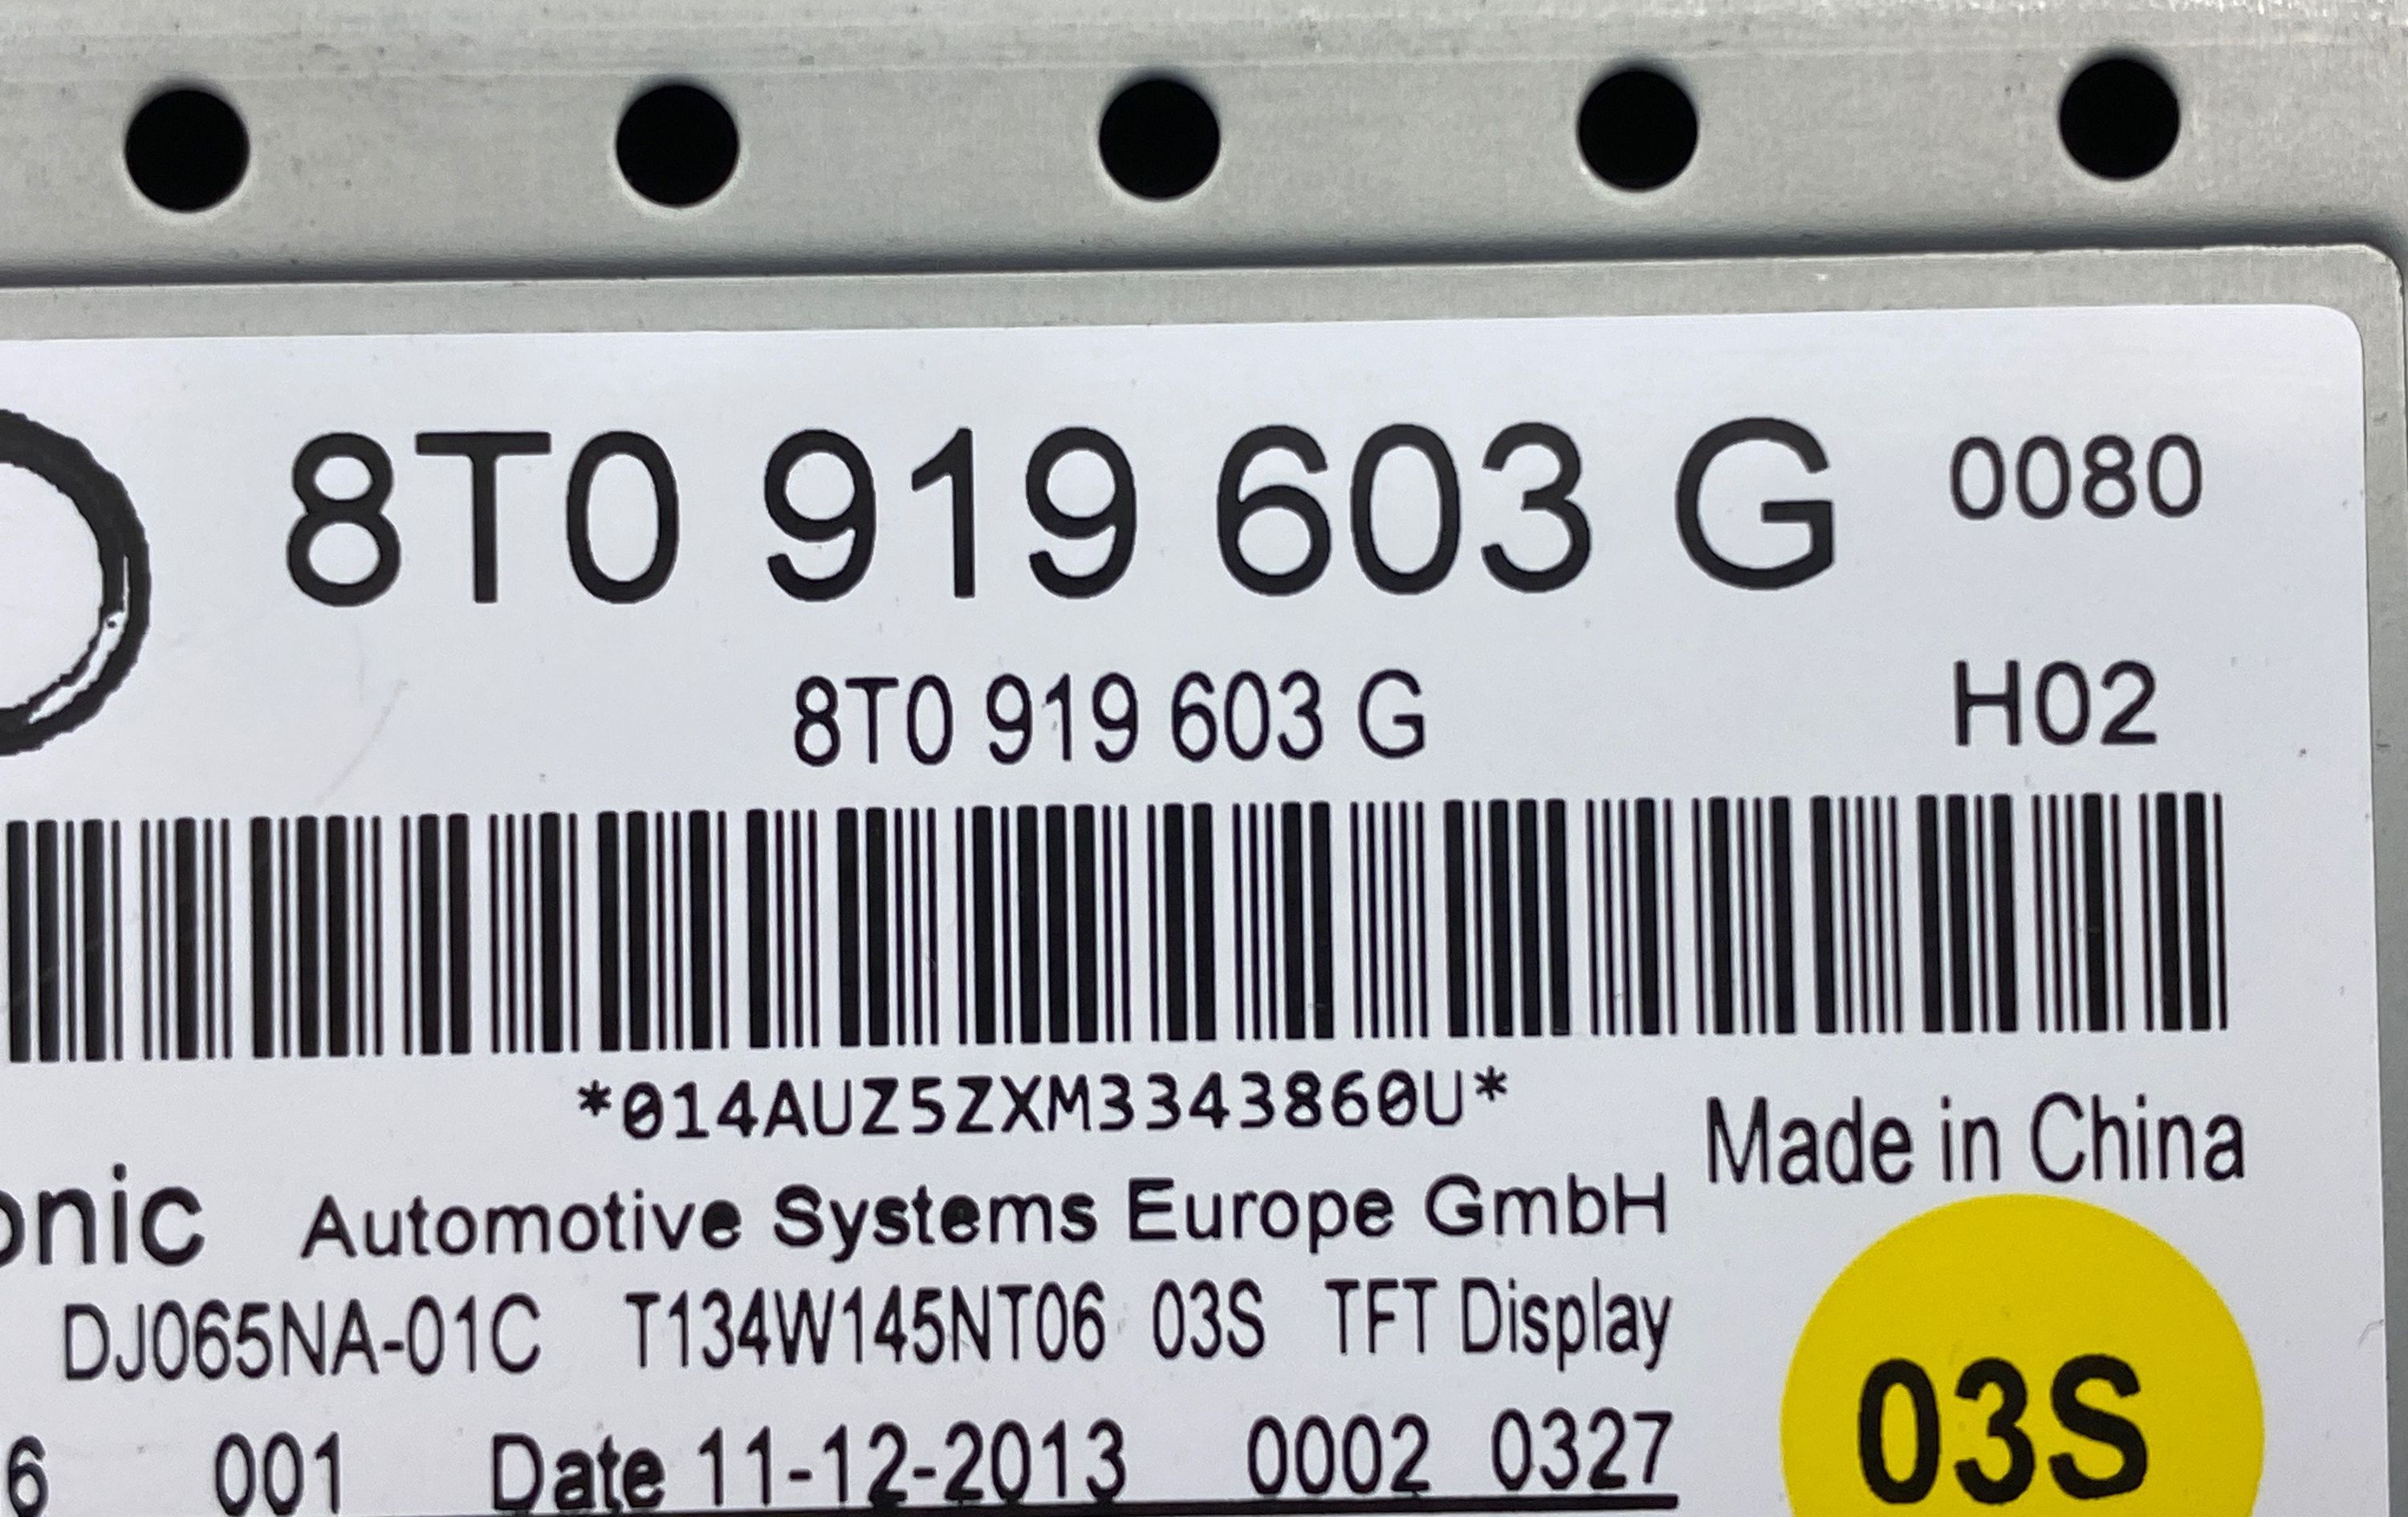 8T0 919 603 G 0080
8T0 919 603 G H02
*014AUZ5ZXM3343860U*
Made in China
onic Automotive Systems Europe GmbH
DJ065NA-01C T134W145NT06 03S TFT Display
03S
6 001 Date 11-12-2013 0002 0327